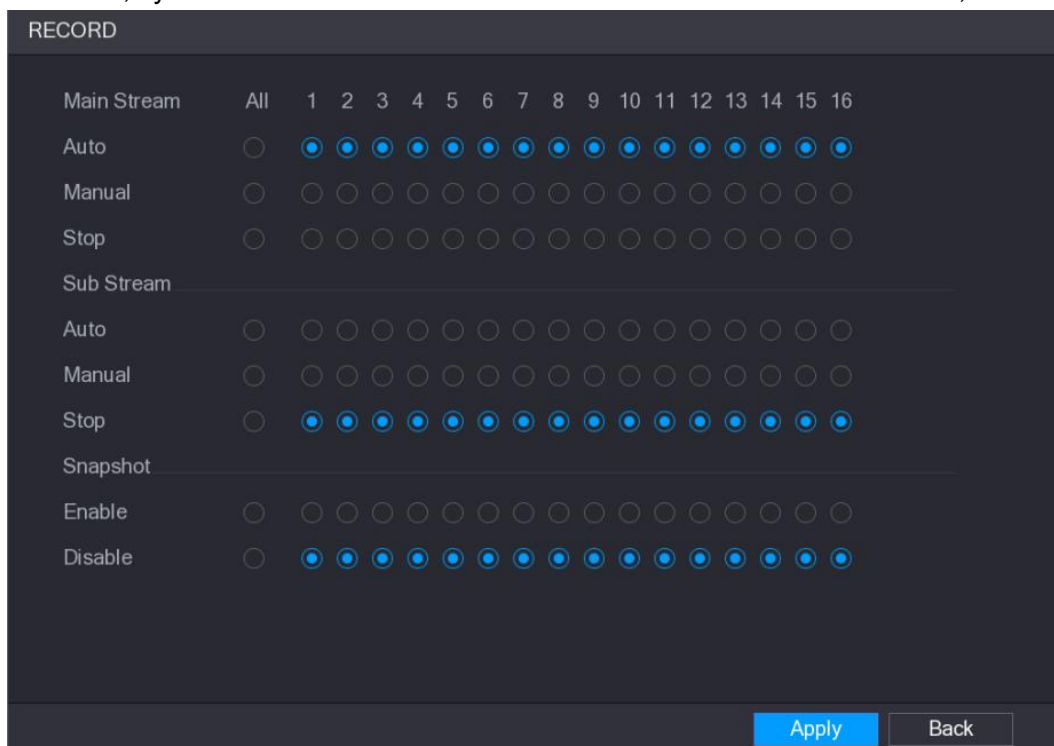 RECORD
Main Stream All 1 2 3 4 5 6 7 8 9 10 11 12 13 14 15 16
Auto
Manual
Stop
Sub Stream
Auto
Manual
Stop
Snapshot
Enable
Disable
Apply Back